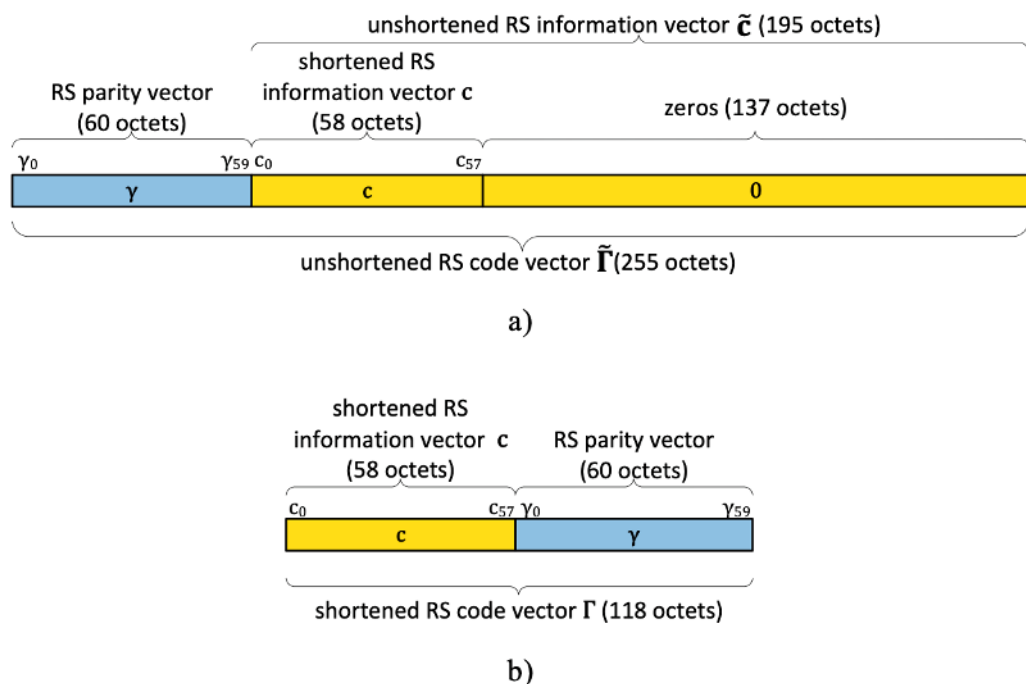 unshortened RS information vector c̃ (195 octets)
shortened RS
information vector c
(58 octets)
RS parity vector
(60 octets)
zeros (137 octets)
γ0 γ59 c0 c57
γ c 0
unshortened RS code vector Γ̃ (255 octets)
a)
shortened RS
information vector c
(58 octets)
RS parity vector
(60 octets)
c0 c57 γ0 γ59
c γ
shortened RS code vector Γ (118 octets)
b)